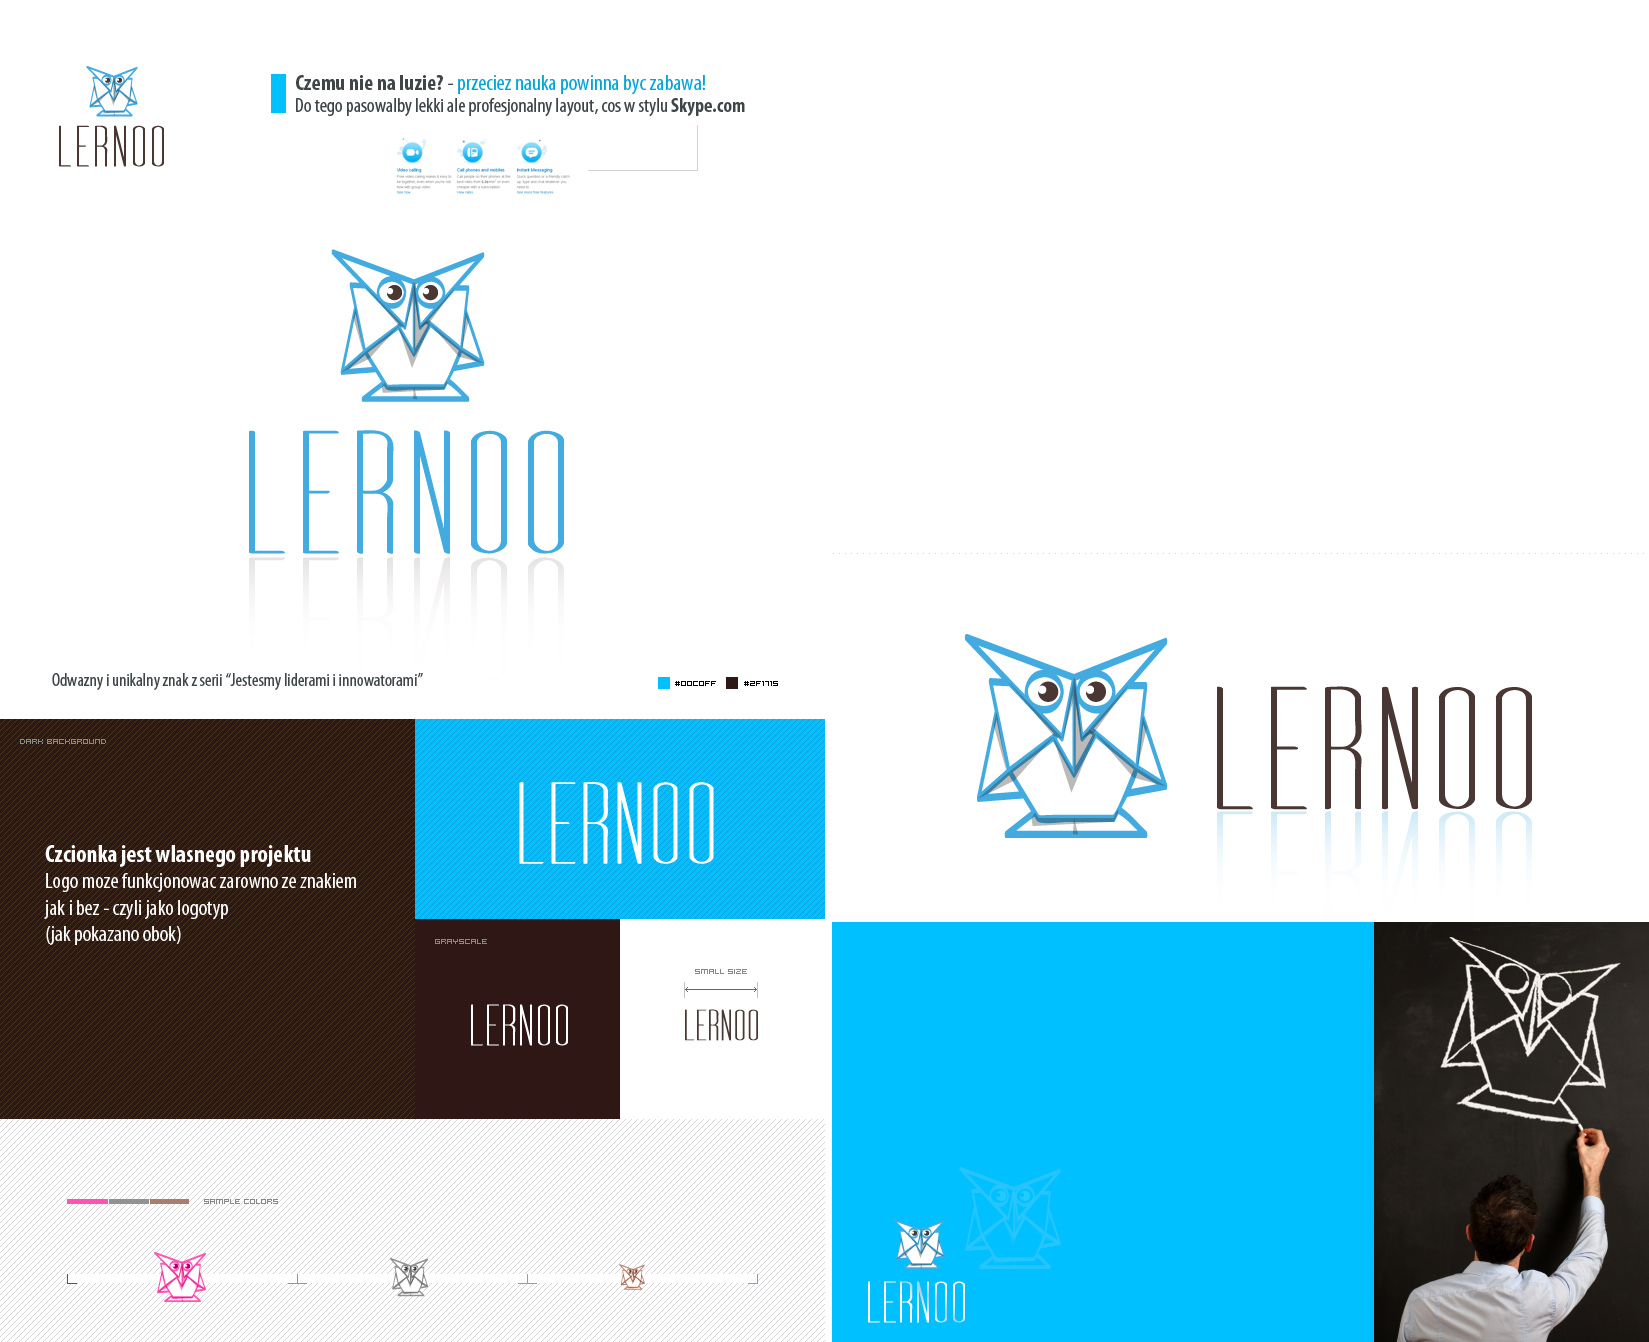 LERNOO
Czemu nie na luzie? - przeciez nauka powinna byc zabawa!
Do tego pasowalby lekki ale profesjonalny layout, cos w stylu Skype.com
Video calling
Call phones and mobiles
Instant Messaging
LERNOO
Odwazny i unikalny znak z serii “Jestesmy liderami i innowatorami”
#00C0FF
#2F1715
DARK BACKGROUND
Czcionka jest wlasnego projektu
Logo moze funkcjonowac zarowno ze znakiem
jak i bez - czyli jako logotyp
(jak pokazano obok)
LERNOO
GRAYSCALE
LERNOO
SMALL SIZE
LERNOO
SAMPLE COLORS
LERNOO
LERNOO